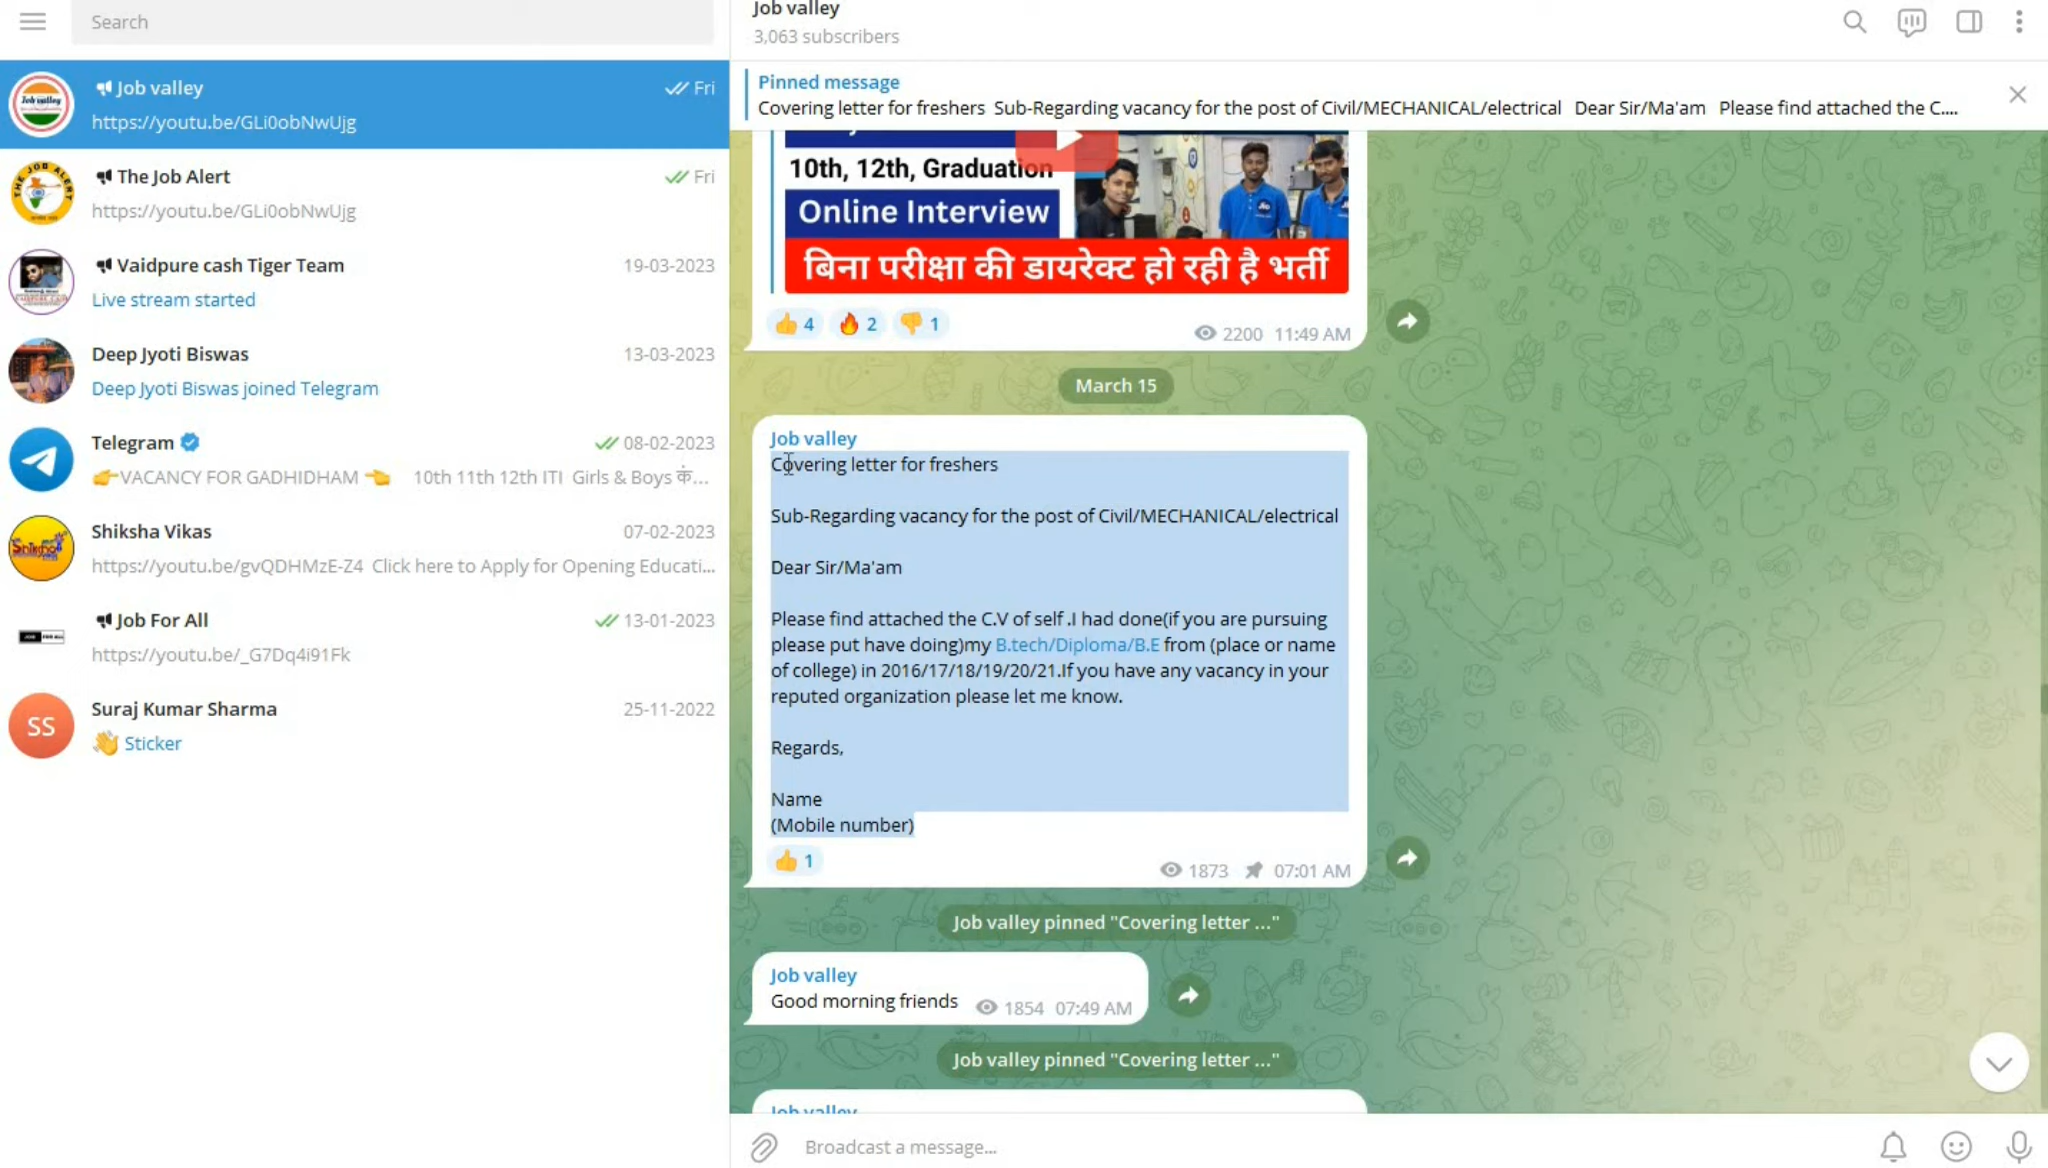 Search
Job valley
Fri
https://youtu.be/GLi0obNwUjg
The Job Alert
Fri
https://youtu.be/GLi0obNwUjg
Vaidpure cash Tiger Team
19-03-2023
Live stream started
Deep Jyoti Biswas
13-03-2023
Deep Jyoti Biswas joined Telegram
Telegram
08-02-2023
👉VACANCY FOR GADHIDHAM 👈 10th 11th 12th ITI Girls & Boys के...
Shiksha Vikas
07-02-2023
https://youtu.be/gvQDHMzE-Z4 Click here to Apply for Opening Educati...
Job For All
13-01-2023
https://youtu.be/_G7Dq4i91Fk
SS
Suraj Kumar Sharma
25-11-2022
👋 Sticker
Job valley
3,063 subscribers
Pinned message
Covering letter for freshers Sub-Regarding vacancy for the post of Civil/MECHANICAL/electrical Dear Sir/Ma'am Please find attached the C....
10th, 12th, Graduation
Online Interview
बिना परीक्षा की डायरेक्ट हो रही है भर्ती
👍 4 🔥 2 👎 1
2200 11:49 AM
March 15
Job valley
Covering letter for freshers
Sub-Regarding vacancy for the post of Civil/MECHANICAL/electrical
Dear Sir/Ma'am
Please find attached the C.V of self .I had done(if you are pursuing
please put have doing)my B.tech/Diploma/B.E from (place or name
of college) in 2016/17/18/19/20/21.If you have any vacancy in your
reputed organization please let me know.
Regards,
Name
(Mobile number)
👍 1
1873 07:01 AM
Job valley pinned "Covering letter ..."
Job valley
Good morning friends
1854 07:49 AM
Job valley pinned "Covering letter ..."
Job valley
Broadcast a message...